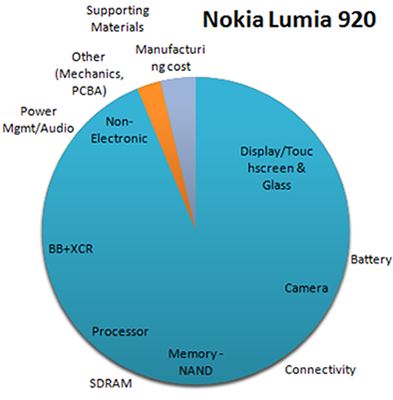 Nokia Lumia 920
Supporting
Materials
Manufacturi
ng cost
Other
(Mechanics,
PCBA)
Power
Mgmt/Audio
Non-
Electronic
Display/Touc
hscreen &
Glass
BB+XCR
Battery
Camera
Processor
Memory -
NAND
Connectivity
SDRAM